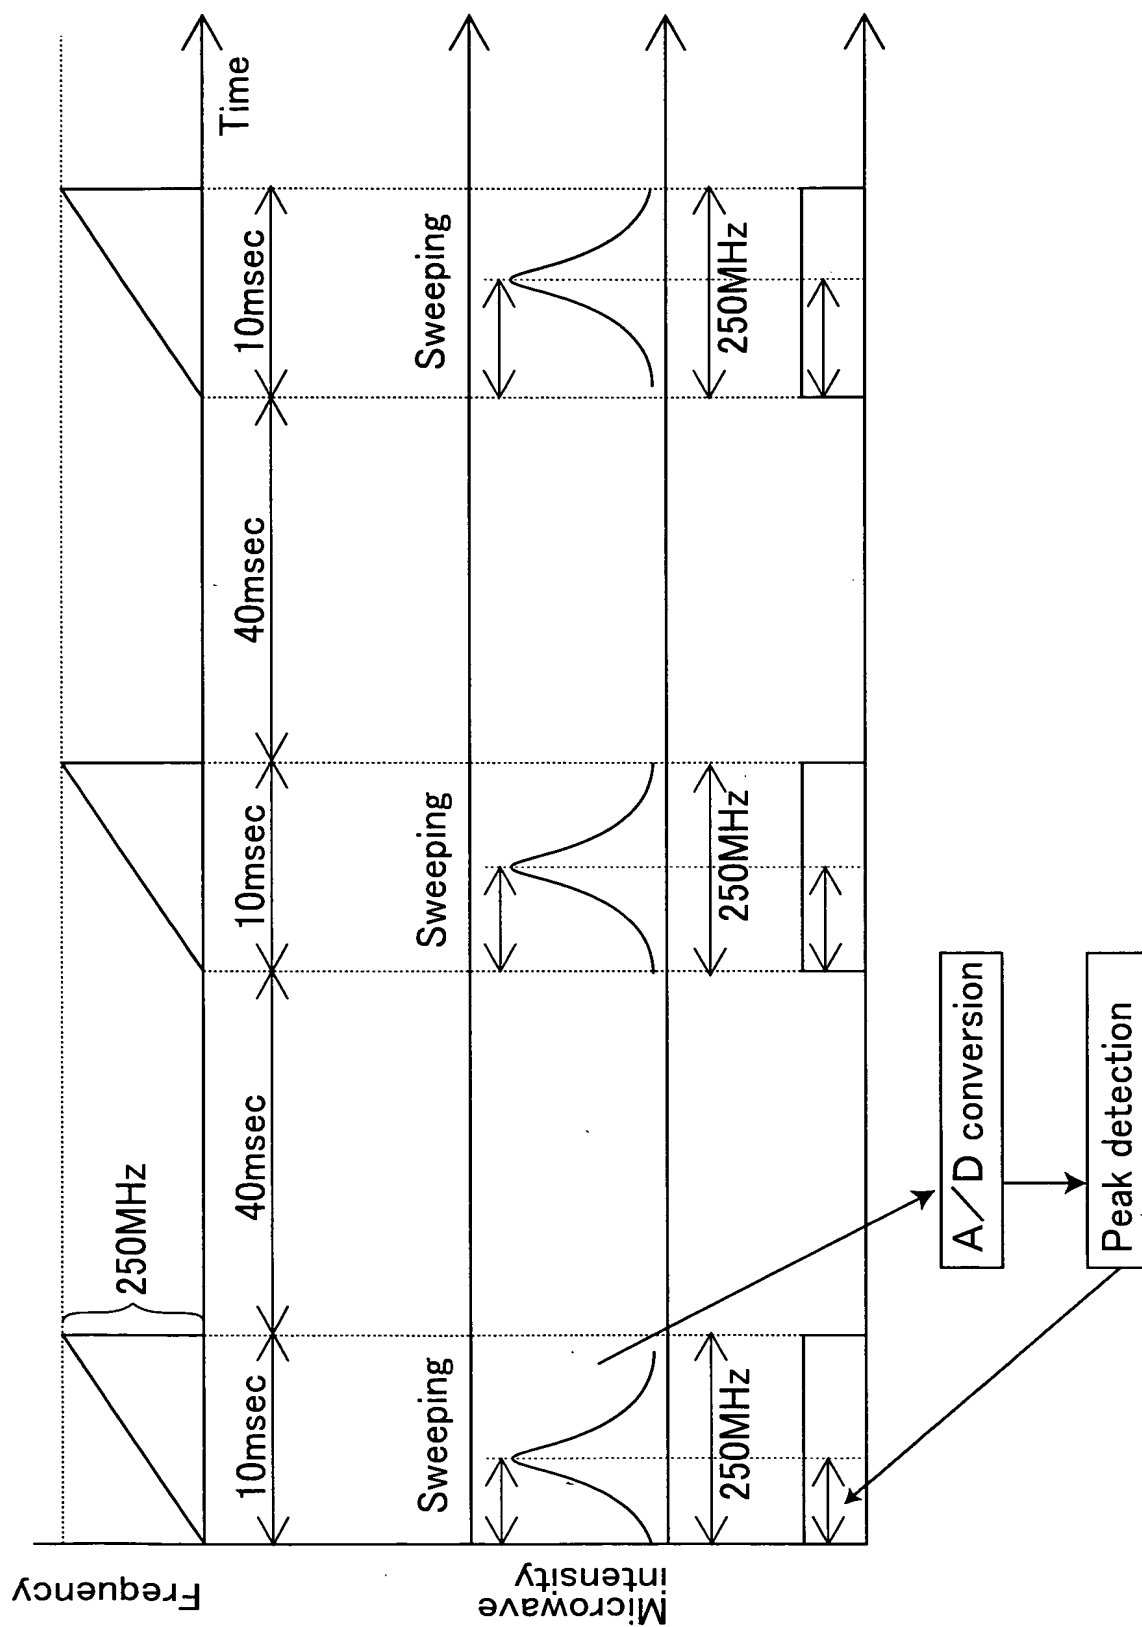 Frequency
250MHz
Time
10msec
40msec
10msec
40msec
10msec
Sweeping
Sweeping
Sweeping
Microwave
intensity
250MHz
250MHz
250MHz
A/D conversion
Peak detection